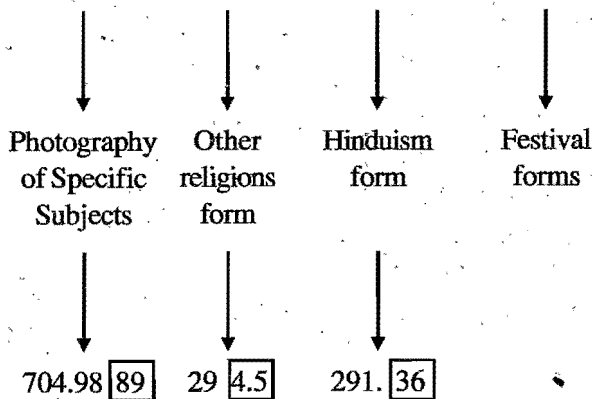 Photography Other Hinduism Festival
of Specific religions form forms
Subjects form
704.98 89 29 4.5 291. 36